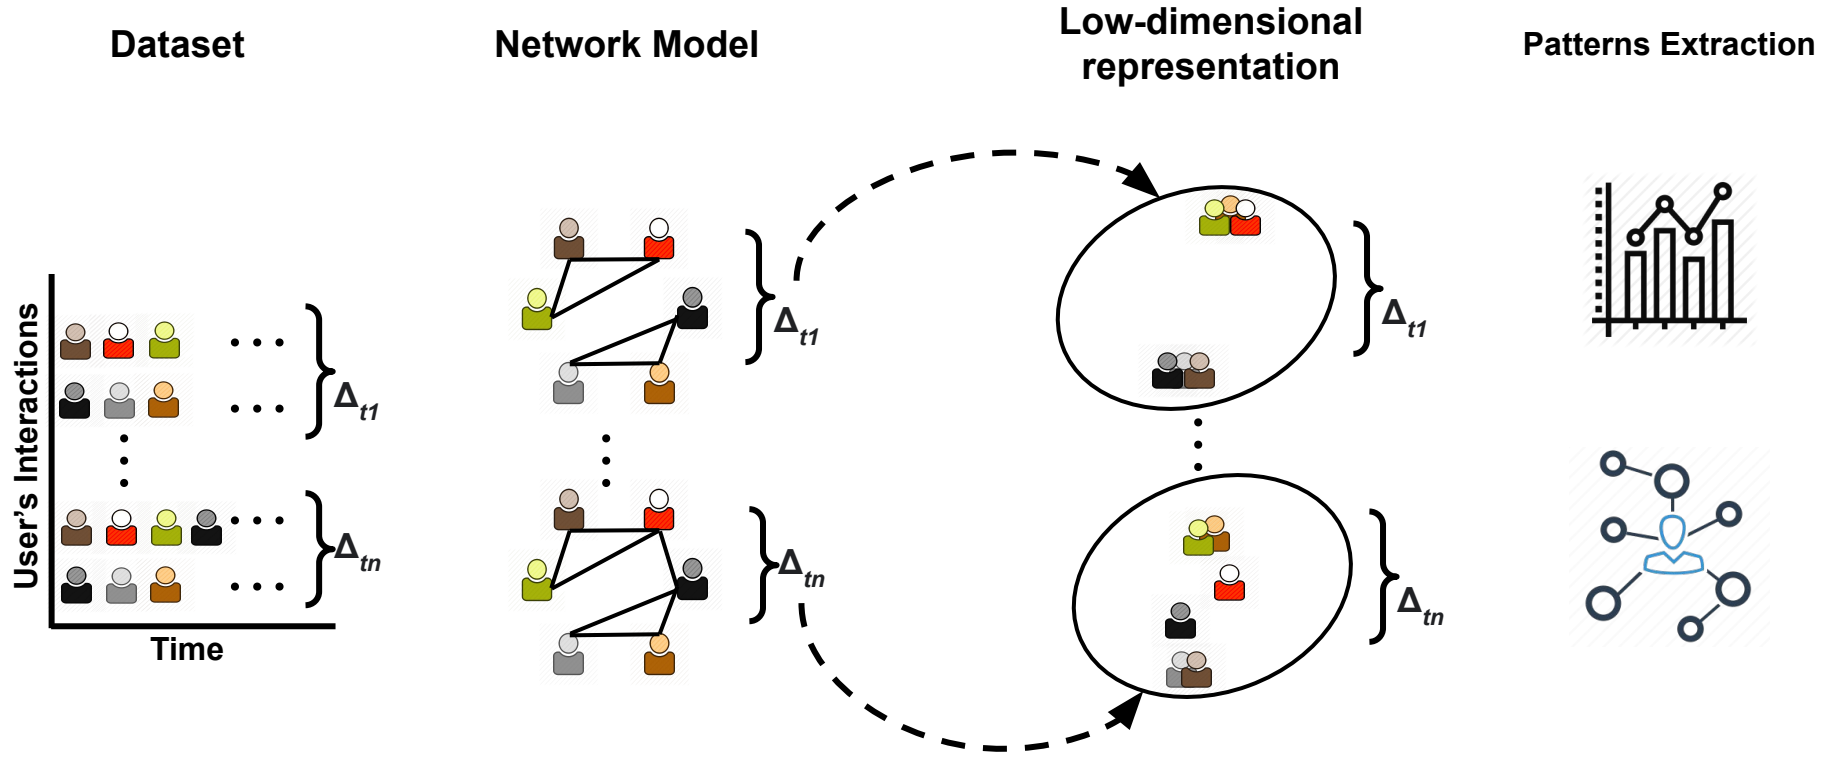 Dataset
Network Model
Low-dimensional
representation
Patterns Extraction
User's Interactions
Time
Δt1
Δtn
Δt1
Δtn
Δt1
Δtn